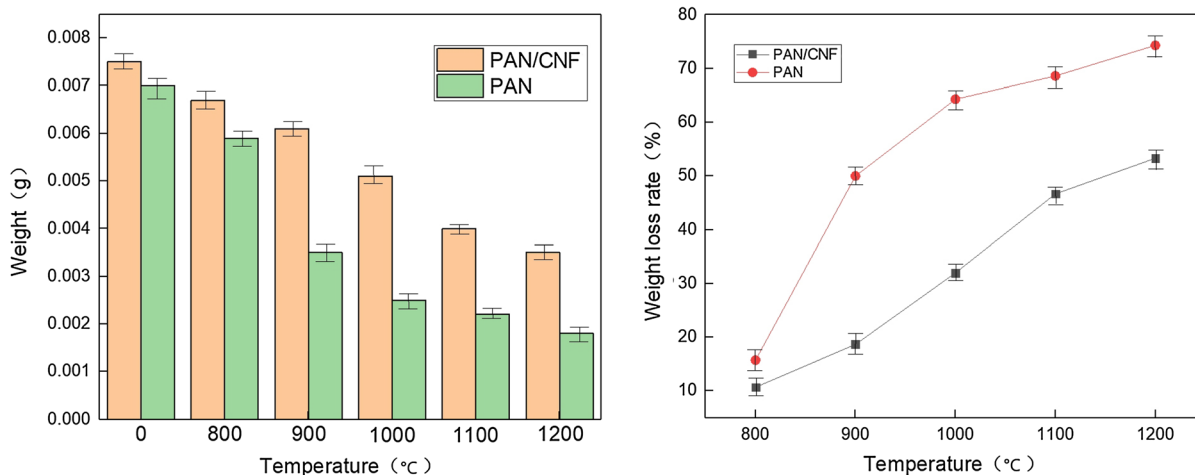 0.008
0.007
0.006
0.005
0.004
0.003
0.002
0.001
0.000
Weight（g）
PAN/CNF
PAN
0 800 900 1000 1100 1200
Temperature（℃）
80
70
60
50
40
30
20
10
Weight loss rate（%）
PAN/CNF
PAN
800 900 1000 1100 1200
Temperature（℃）